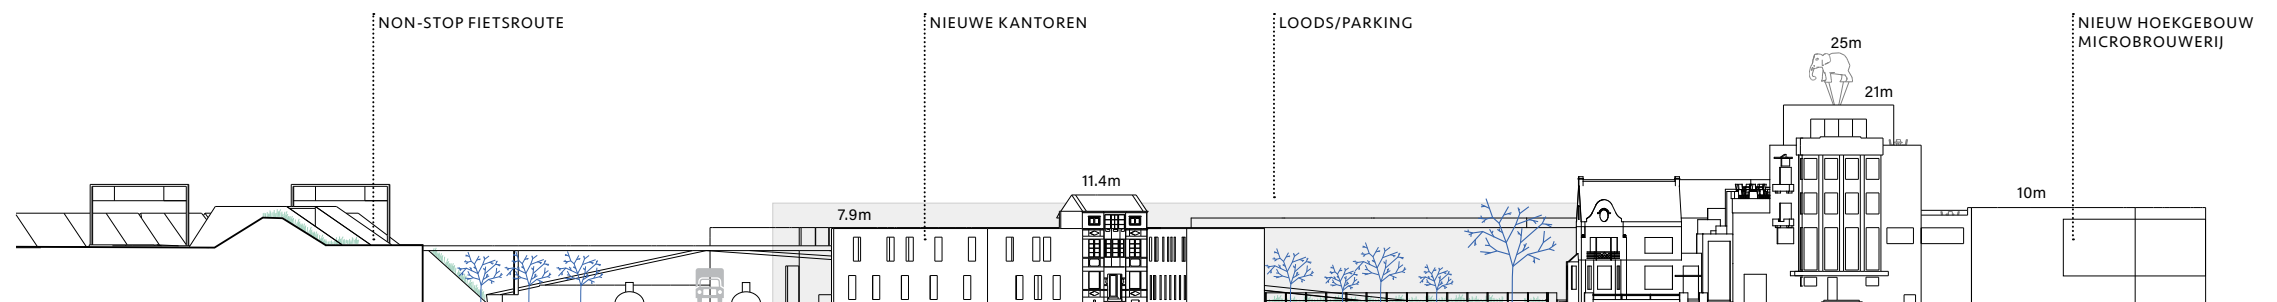 NON-STOP FIETSROUTE
NIEUWE KANTOREN
LOODS/PARKING
NIEUW HOEKGEBOUW
MICROBROUWERIJ
25m
21m
11.4m
10m
7.9m